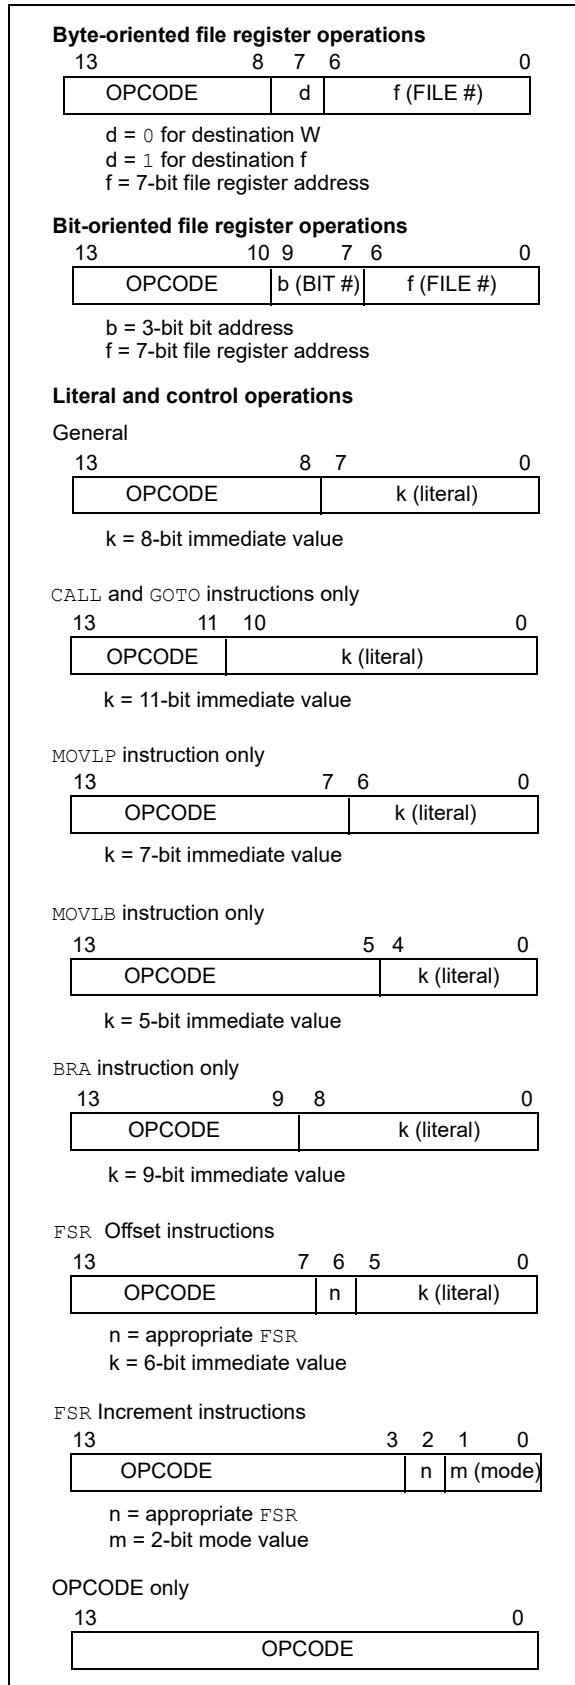 Byte-oriented file register operations
13 8 7 6 0
OPCODE d f (FILE #)
d = 0 for destination W
d = 1 for destination f
f = 7-bit file register address
Bit-oriented file register operations
13 10 9 7 6 0
OPCODE b (BIT #) f (FILE #)
b = 3-bit bit address
f = 7-bit file register address
Literal and control operations
General
13 8 7 0
OPCODE k (literal)
k = 8-bit immediate value
CALL and GOTO instructions only
13 11 10 0
OPCODE k (literal)
k = 11-bit immediate value
MOVLP instruction only
13 7 6 0
OPCODE k (literal)
k = 7-bit immediate value
MOVLB instruction only
13 5 4 0
OPCODE k (literal)
k = 5-bit immediate value
BRA instruction only
13 9 8 0
OPCODE k (literal)
k = 9-bit immediate value
FSR Offset instructions
13 7 6 5 0
OPCODE n k (literal)
n = appropriate FSR
k = 6-bit immediate value
FSR Increment instructions
13 3 2 1 0
OPCODE n m (mode)
n = appropriate FSR
m = 2-bit mode value
OPCODE only
13 0
OPCODE